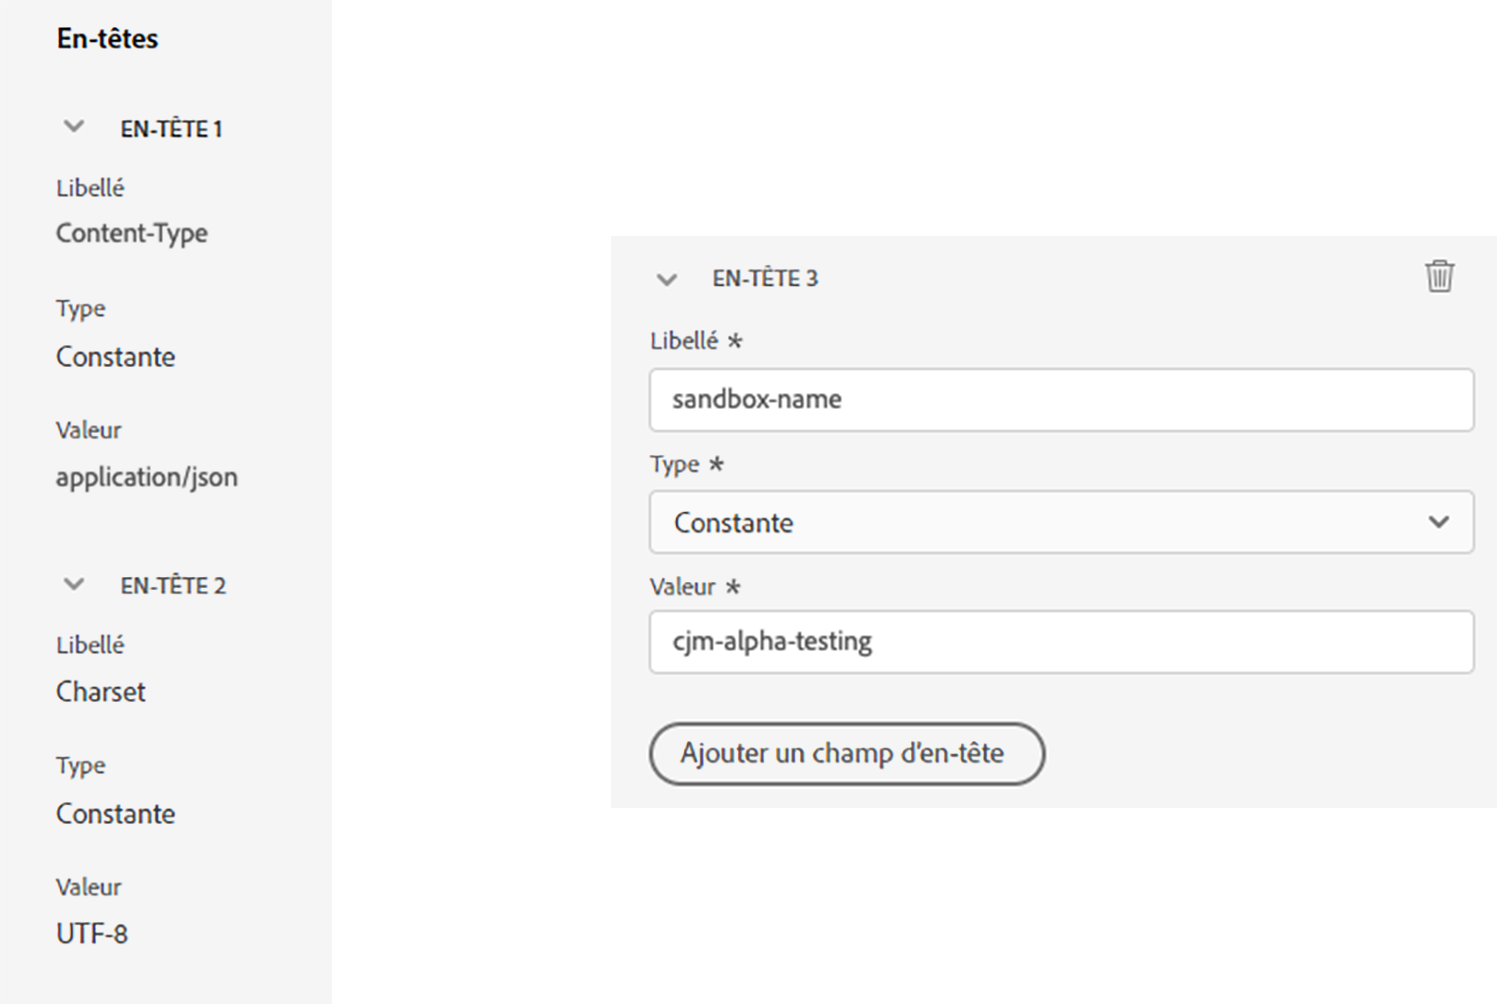 En-têtes
EN-TÊTE 1
Libellé
Content-Type
Type
Constante
Valeur
application/json
EN-TÊTE 2
Libellé
Charset
Type
Constante
Valeur
UTF-8
EN-TÊTE 3
Libellé *
sandbox-name
Type *
Constante
Valeur *
cjm-alpha-testing
Ajouter un champ d’en-tête